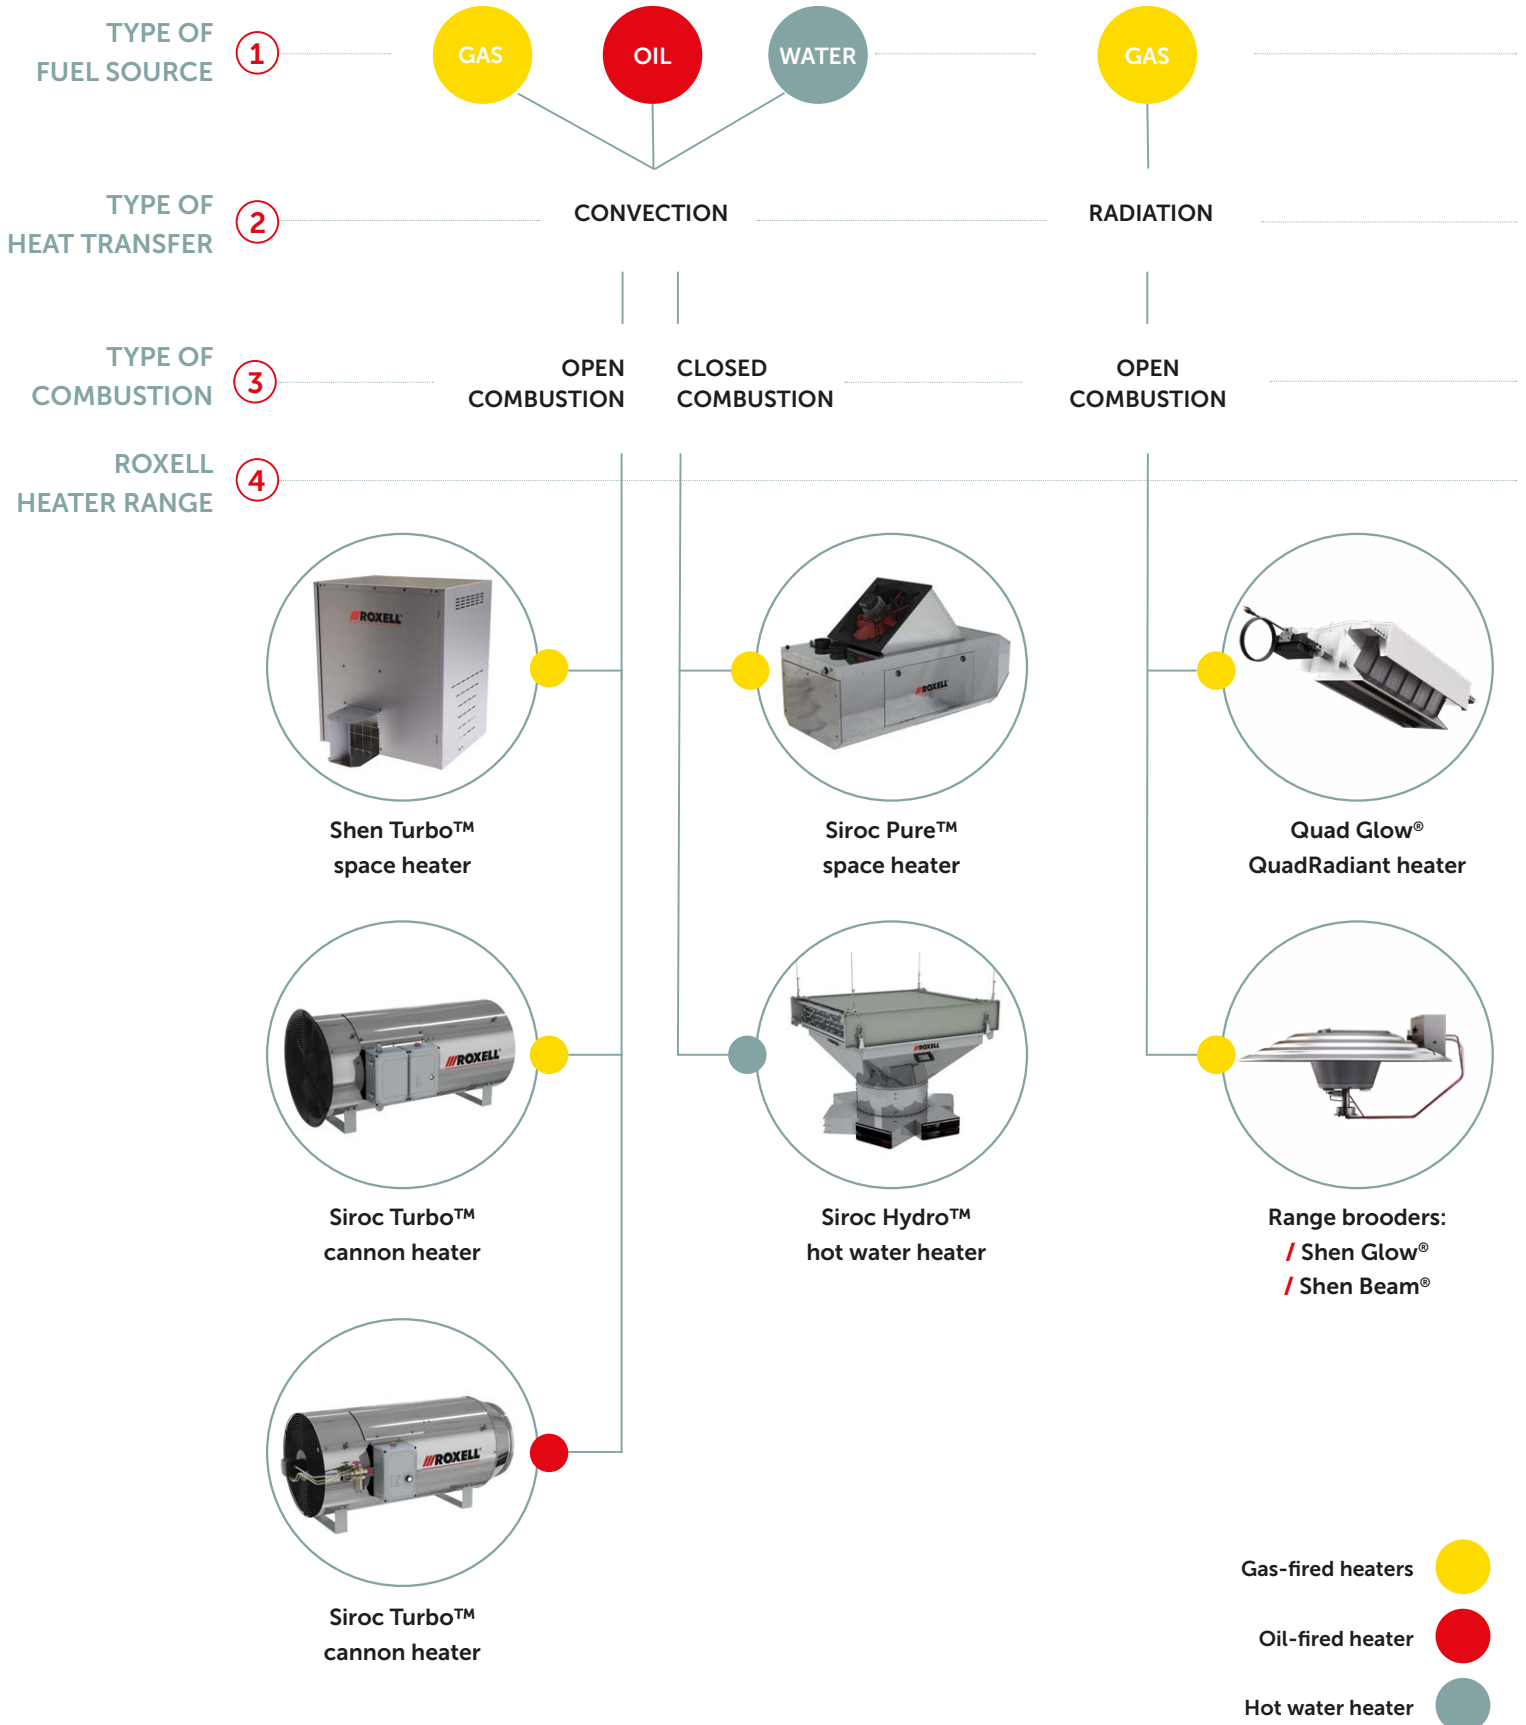 TYPE OF
FUEL SOURCE
1
GAS
OIL
WATER
GAS
TYPE OF
HEAT TRANSFER
2
CONVECTION
RADIATION
TYPE OF
COMBUSTION
3
OPEN
COMBUSTION
CLOSED
COMBUSTION
OPEN
COMBUSTION
ROXELL
HEATER RANGE
4
ROXELL
ROXELL
Shen Turbo™
space heater
Siroc Pure™
space heater
Quad Glow®
QuadRadiant heater
ROXELL
ROXELL
Siroc Turbo™
cannon heater
Siroc Hydro™
hot water heater
Range brooders:
/ Shen Glow®
/ Shen Beam®
ROXELL
Siroc Turbo™
cannon heater
Gas-fired heaters
Oil-fired heater
Hot water heater